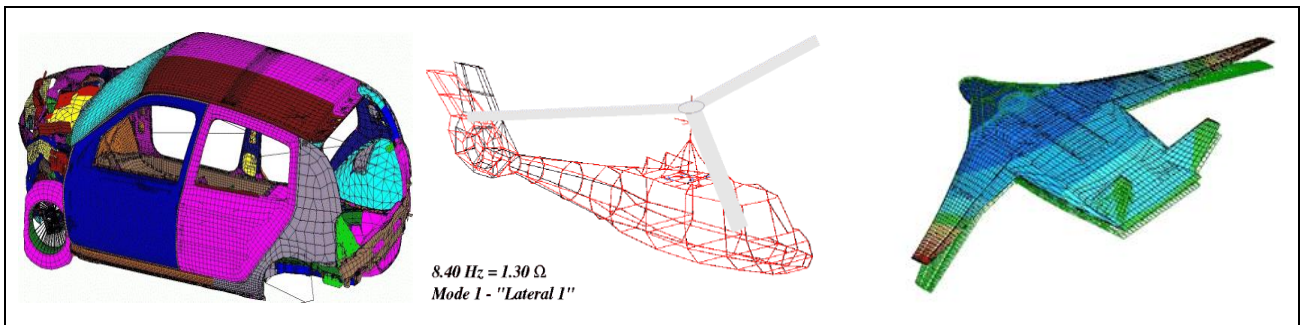 8.40 Hz = 1.30 Ω
Mode 1 - "Lateral 1"